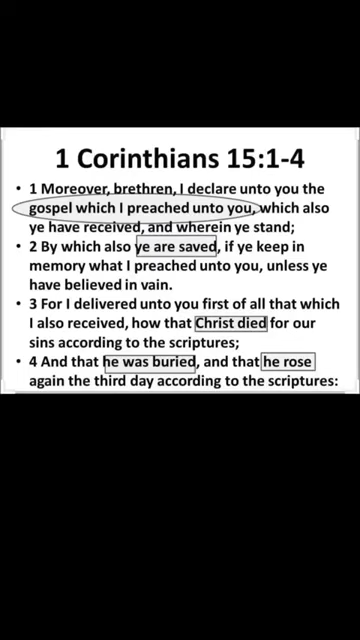 1 Corinthians 15:1-4
• 1 Moreover, brethren, I declare unto you the
gospel which I preached unto you, which also
ye have received, and wherein ye stand;
• 2 By which also ye are saved, if ye keep in
memory what I preached unto you, unless ye
have believed in vain.
• 3 For I delivered unto you first of all that which
I also received, how that Christ died for our
sins according to the scriptures;
• 4 And that he was buried, and that he rose
again the third day according to the scriptures: